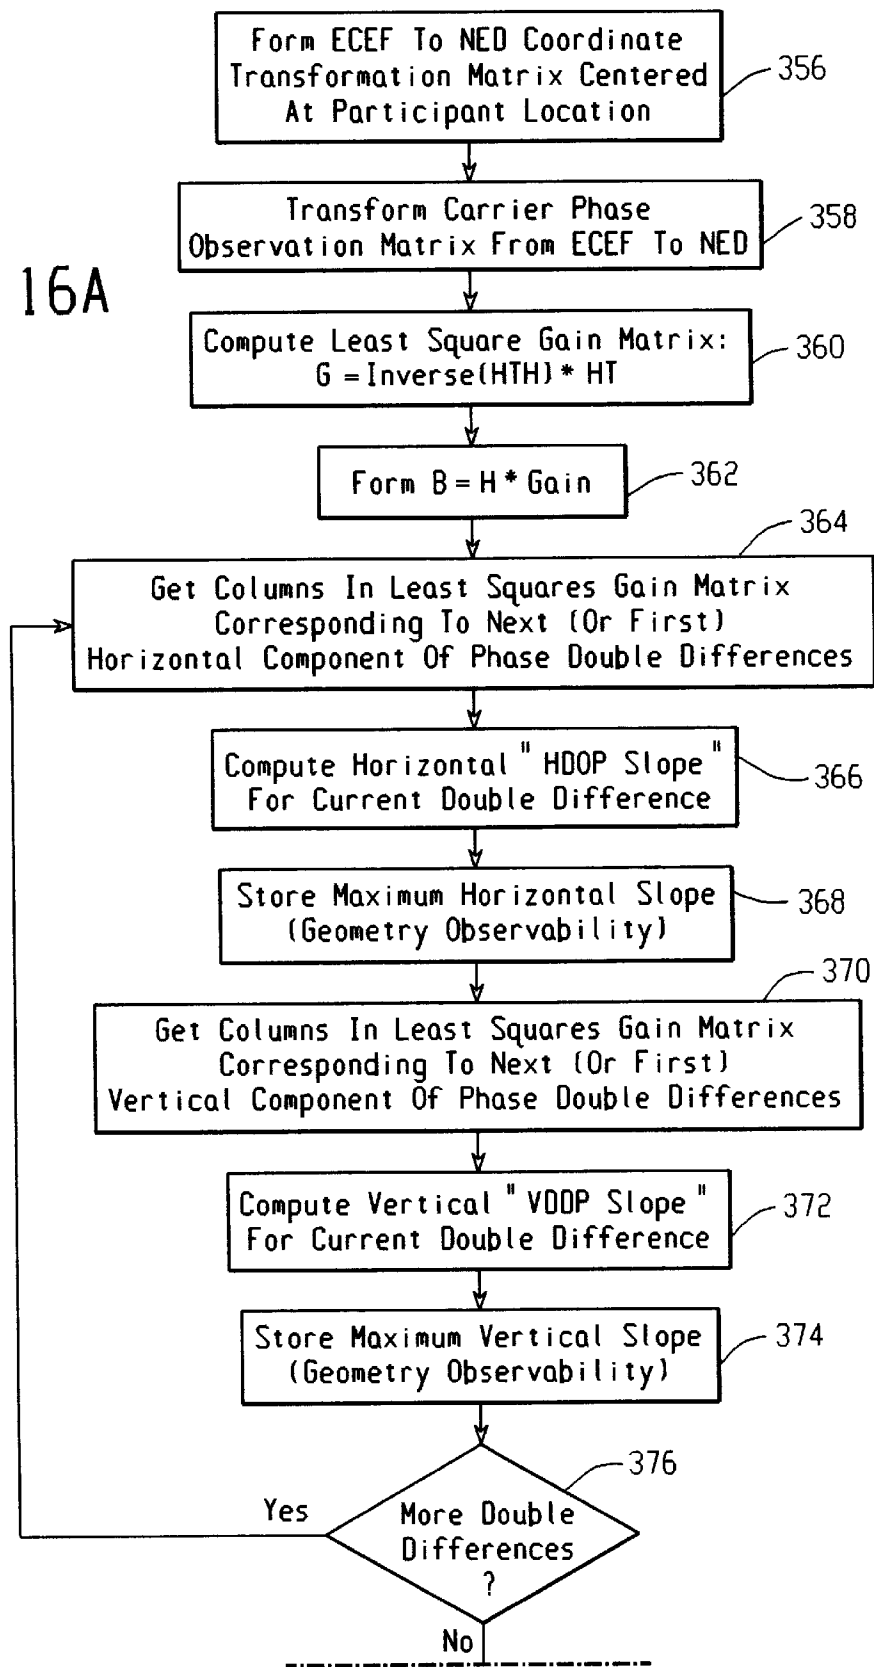 Form ECEF To NED Coordinate
Transformation Matrix Centered
At Participant Location
356
Transform Carrier Phase
Observation Matrix From ECEF To NED
358
16A
Compute Least Square Gain Matrix:
G = Inverse(HTH) * HT
360
Form B = H * Gain
362
364
Get Columns In Least Squares Gain Matrix
Corresponding To Next (Or First)
Horizontal Component Of Phase Double Differences
Compute Horizontal " HDOP Slope "
For Current Double Difference
366
Store Maximum Horizontal Slope
(Geometry Observability)
368
370
Get Columns In Least Squares Gain Matrix
Corresponding To Next (Or First)
Vertical Component Of Phase Double Differences
Compute Vertical " VDOP Slope "
For Current Double Difference
372
Store Maximum Vertical Slope
(Geometry Observability)
374
376
Yes
More Double
Differences
?
No